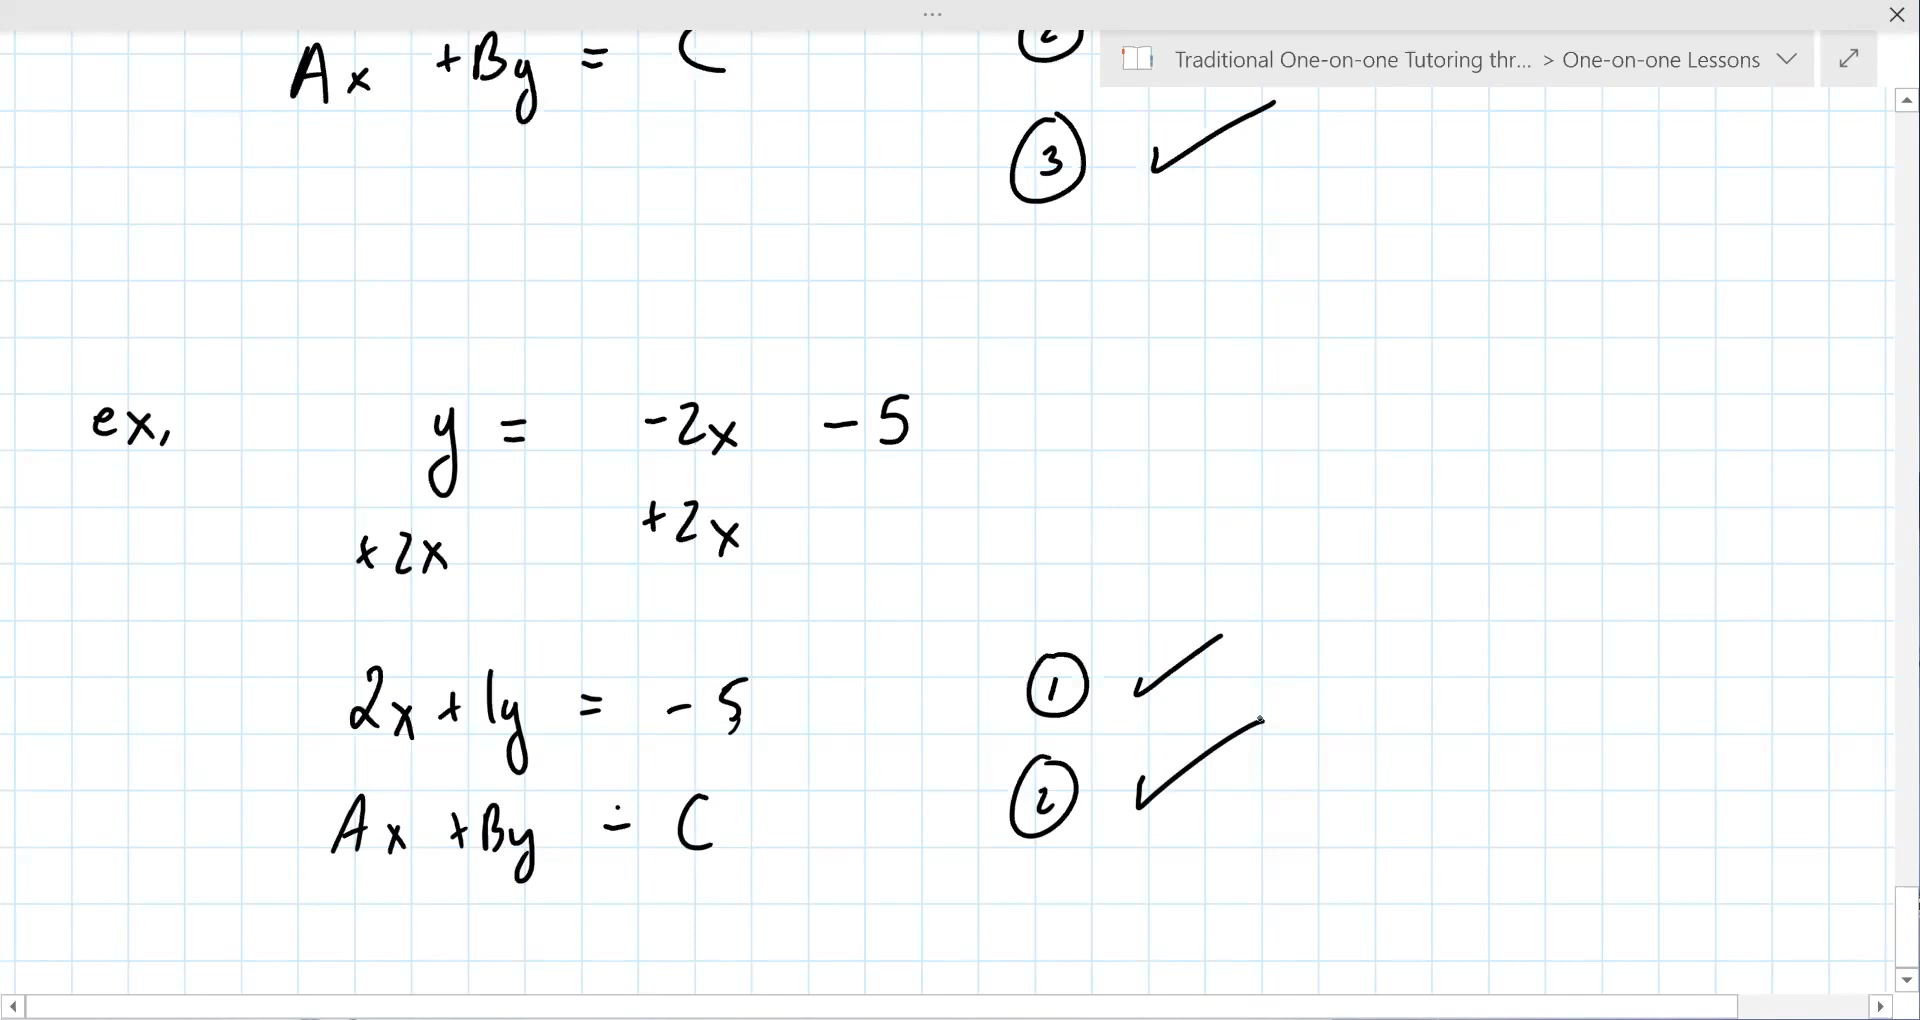 Ax + By = C
②
Traditional One-on-one Tutoring thr... > One-on-one Lessons
③ ✓
ex, y = -2x - 5
+2x +2x
2x + 1y = -5
① ✓
② ✓
Ax + By = C